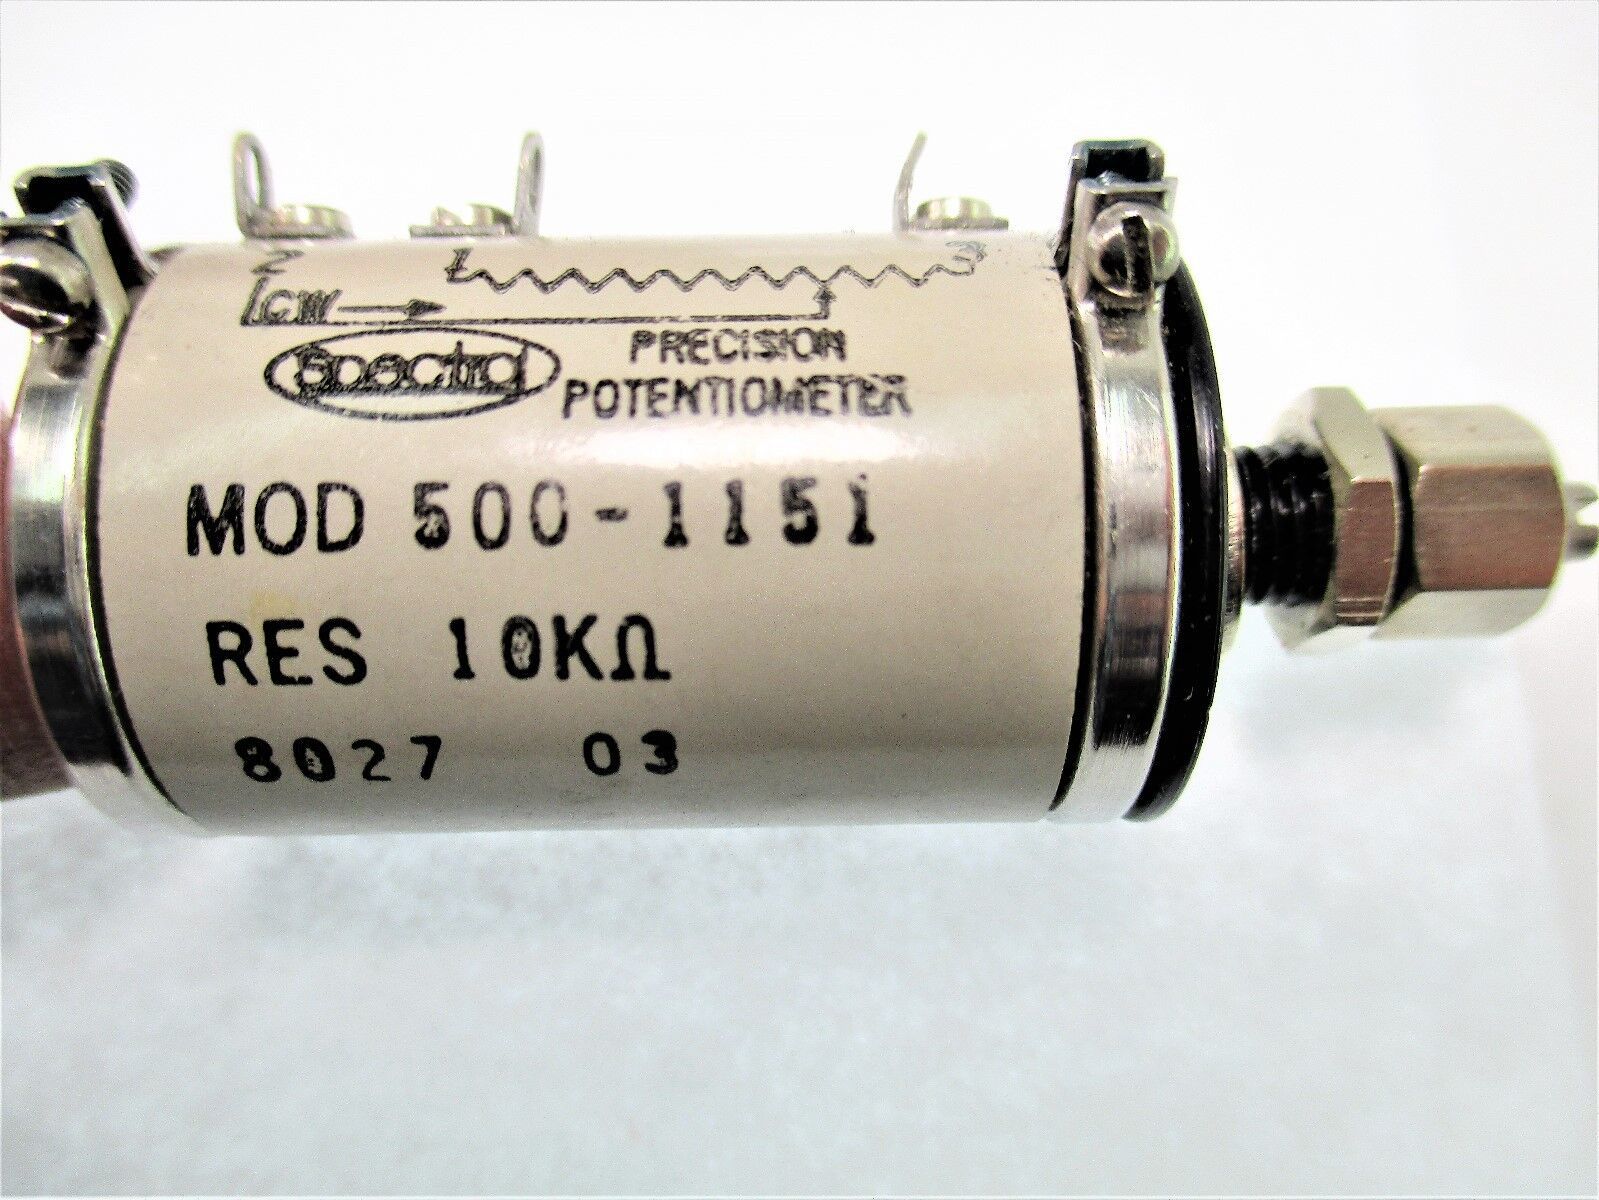 2
1
3
CW
Spectrol
PRECISION
POTENTIOMETER
MOD 500-1151
RES 10KΩ
8027 03